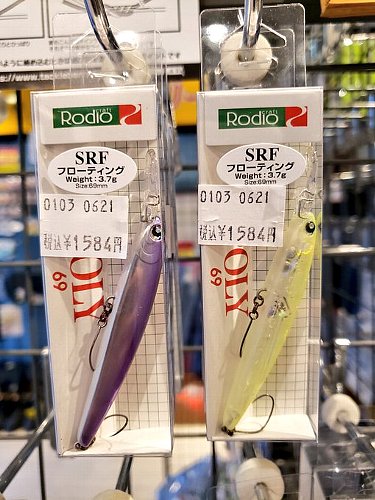 craft
Rodio
SRF
フローティング
Weight:3.7g
Size:69mm
0103 0621
税込¥1584円
OLY
69
craft
Rodio
SRF
フローティング
Weight:3.7g
Size:69mm
0103 0621
税込¥1584円
OLY
69